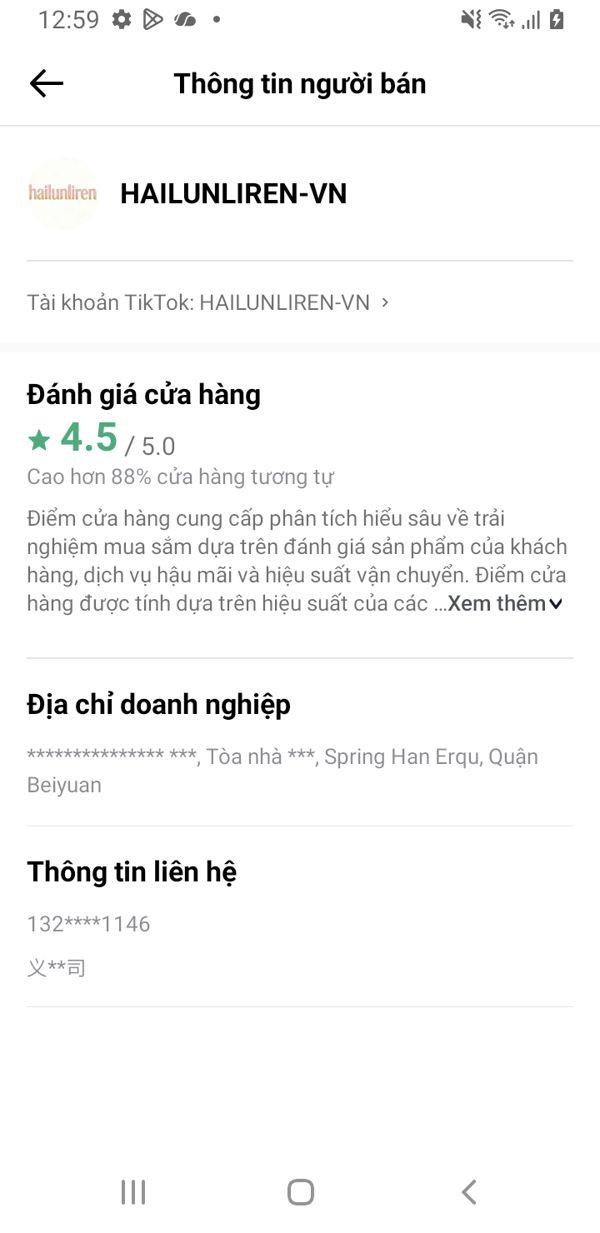 12:59
Thông tin người bán
hailunliren
HAILUNLIREN-VN
Tài khoản TikTok: HAILUNLIREN-VN
Đánh giá cửa hàng
4.5 / 5.0
Cao hơn 88% cửa hàng tương tự
Điểm cửa hàng cung cấp phân tích hiểu sâu về trải
nghiệm mua sắm dựa trên đánh giá sản phẩm của khách
hàng, dịch vụ hậu mãi và hiệu suất vận chuyển. Điểm cửa
hàng được tính dựa trên hiệu suất của các ...Xem thêm
Địa chỉ doanh nghiệp
*************** ***, Tòa nhà ***, Spring Han Erqu, Quận
Beiyuan
Thông tin liên hệ
132****1146
义**司